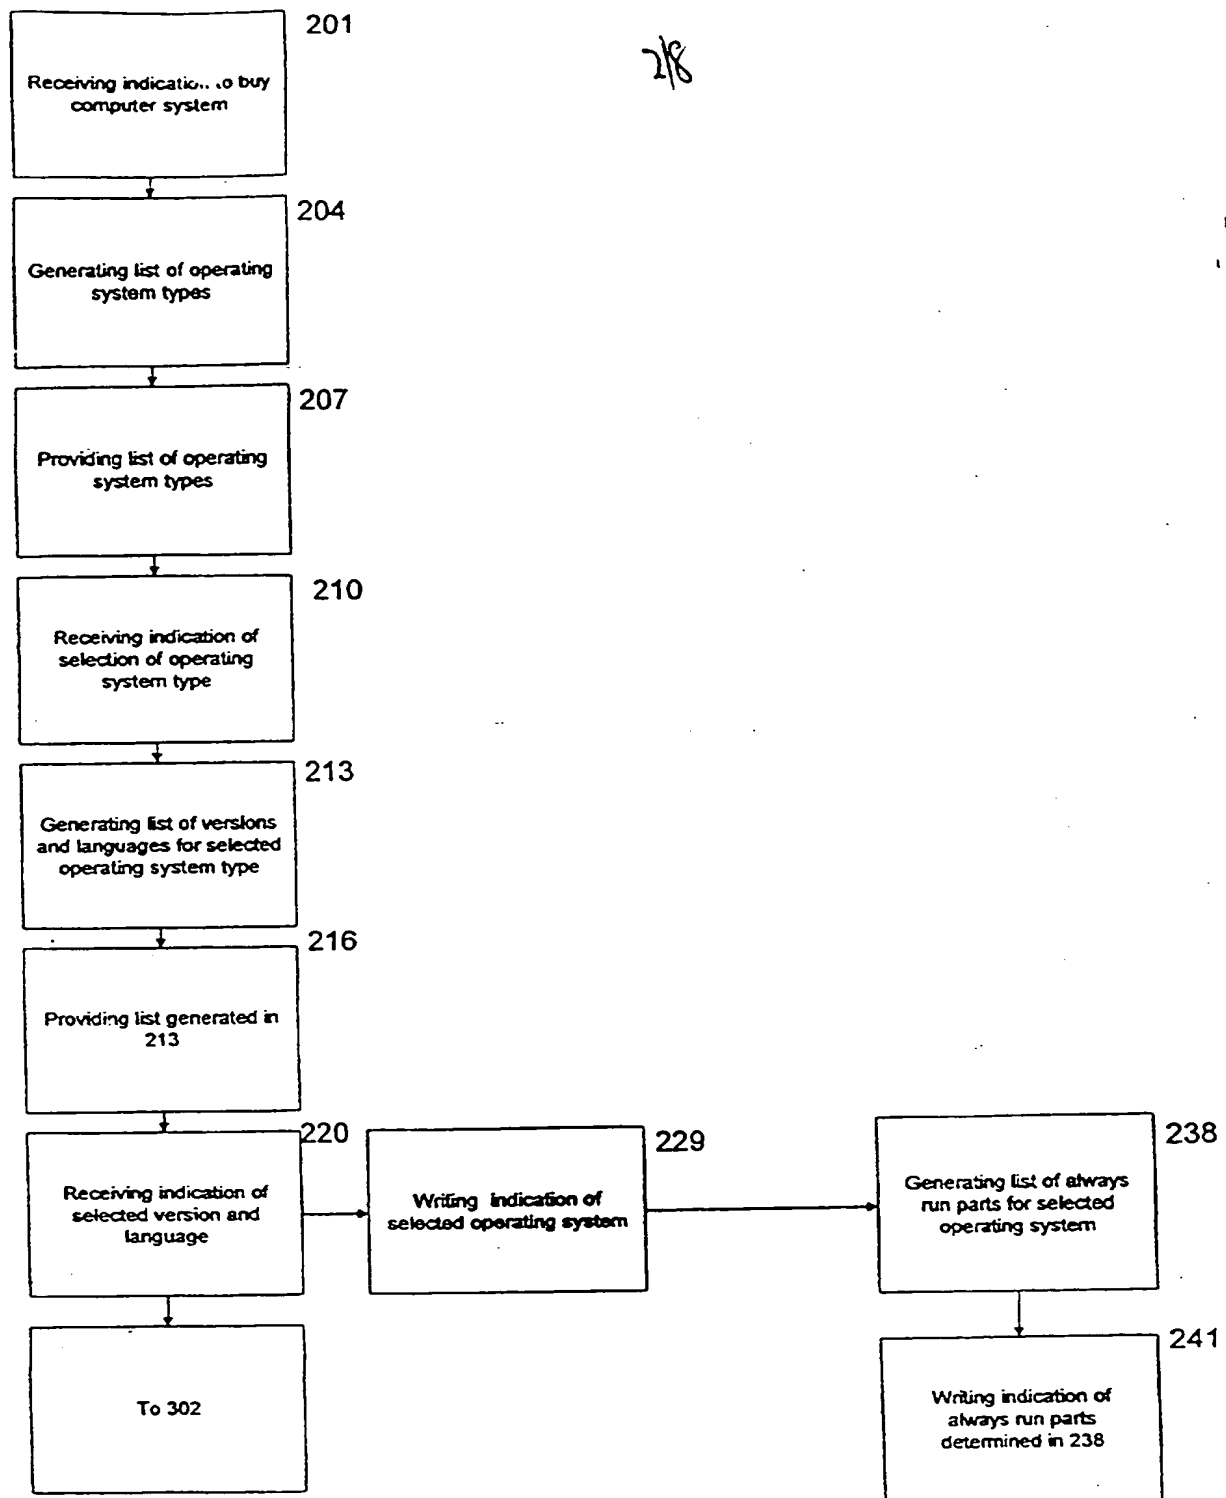 201
2/8
Receiving indication to buy
computer system
204
Generating list of operating
system types
207
Providing list of operating
system types
210
Receiving indication of
selection of operating
system type
213
Generating list of versions
and languages for selected
operating system type
216
Providing list generated in
213
220
Receiving indication of
selected version and
language
229
Writing indication of
selected operating system
238
Generating list of always
run parts for selected
operating system
To 302
241
Writing indication of
always run parts
determined in 238